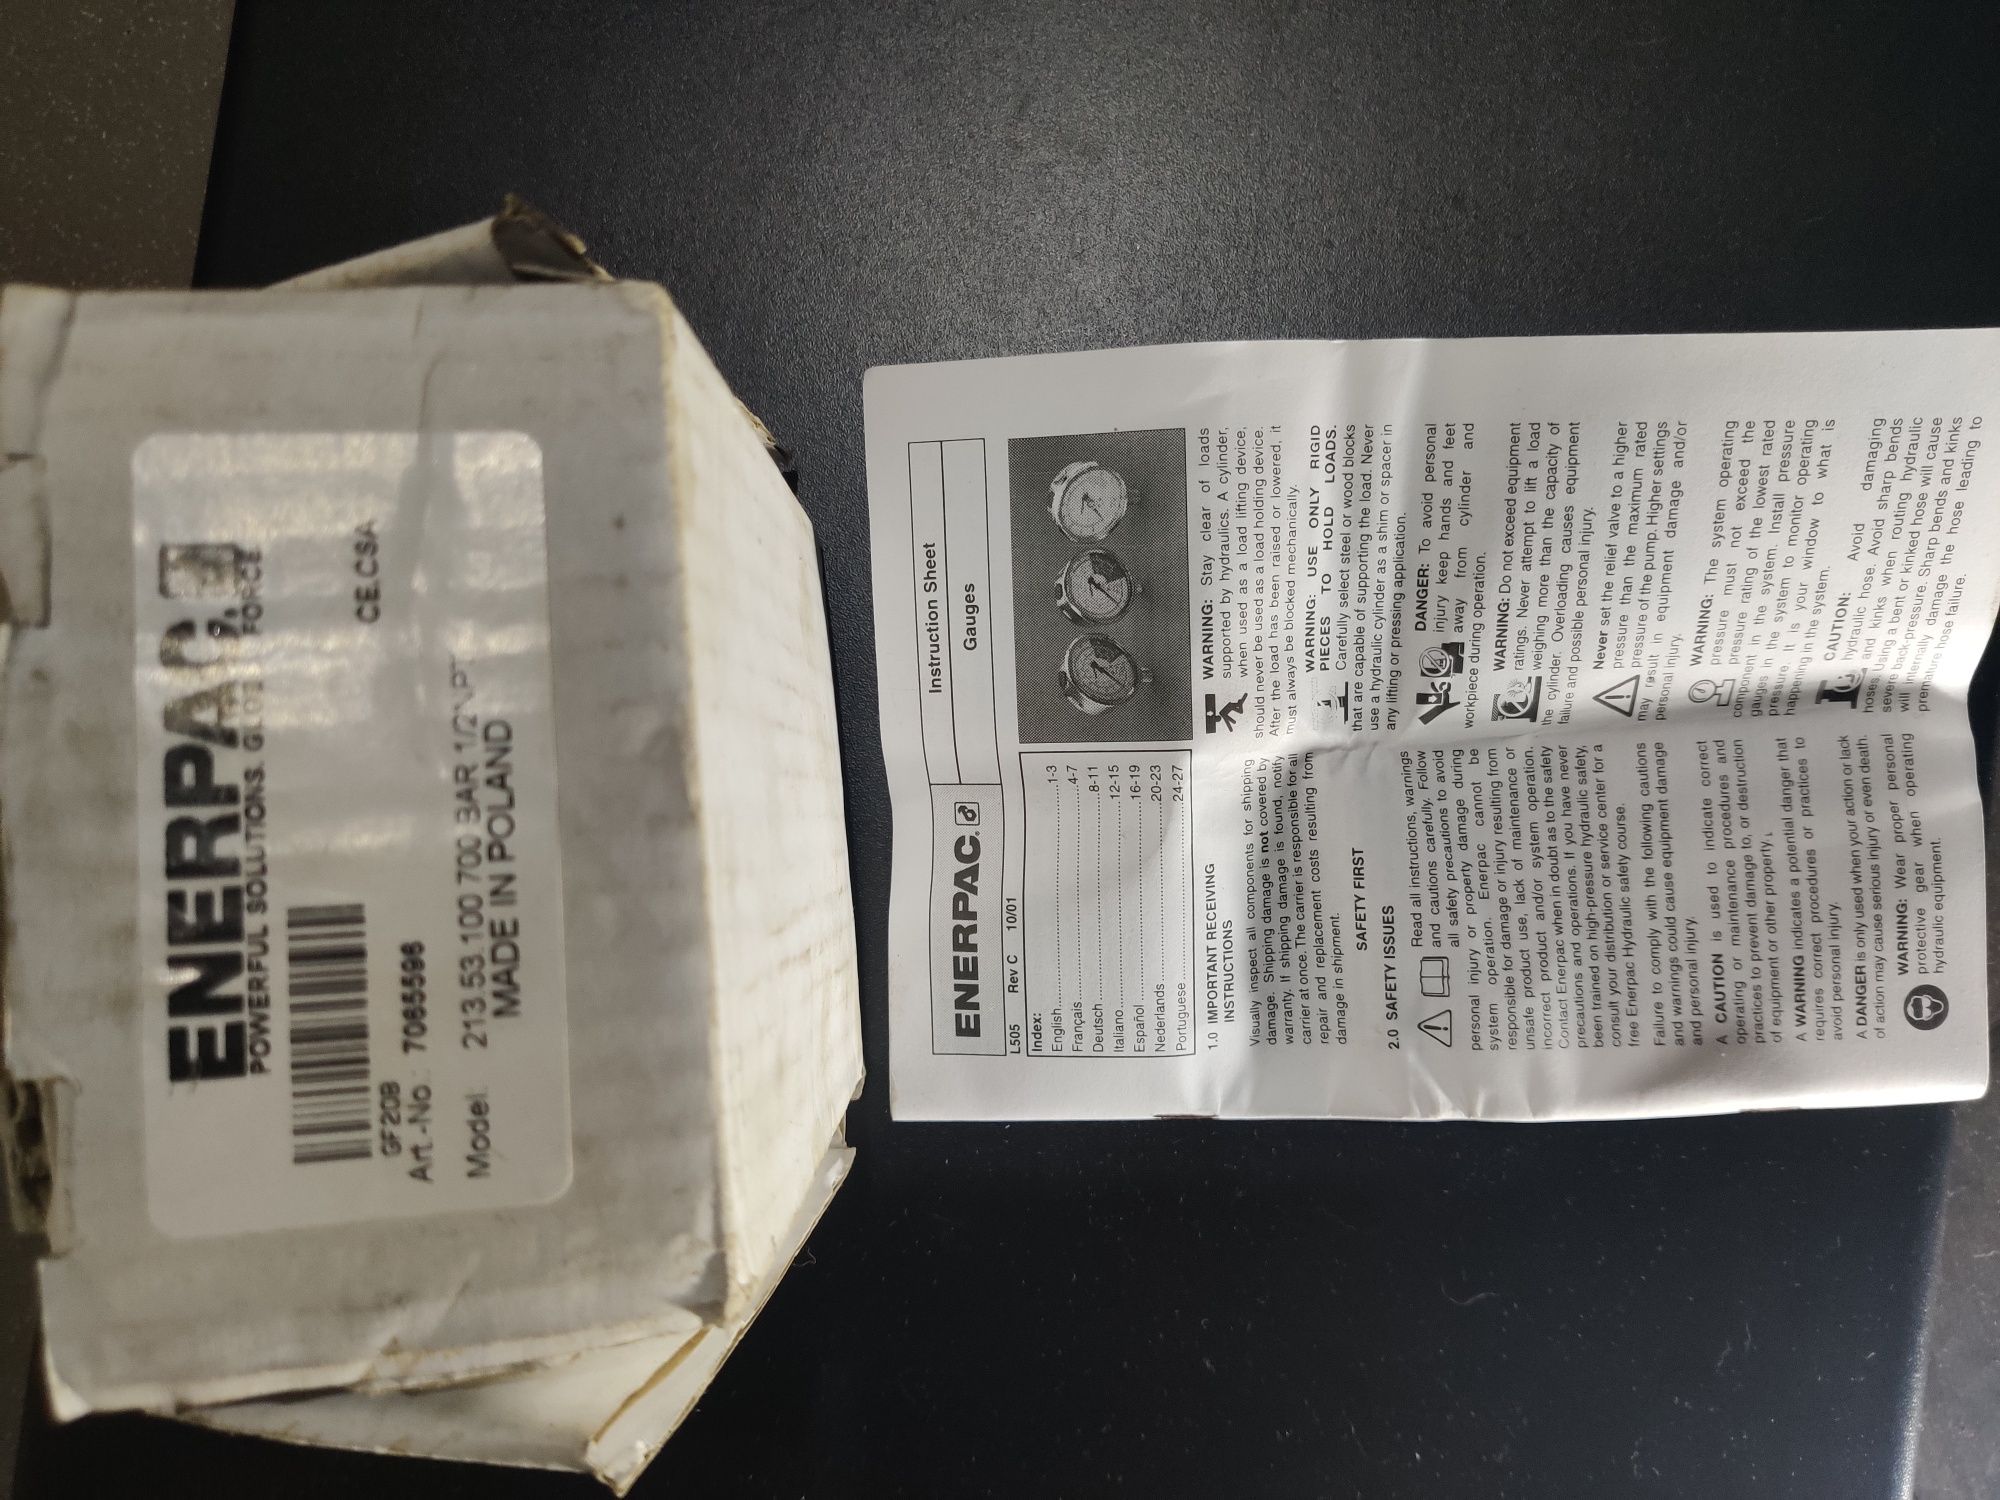 ENERPAC
POWERFUL SOLUTIONS. GLOBAL FORCE
GF20B
CE.CSA
Art.-No.: 7065598
Model: 213.53.100 700 BAR 1/2\PT
MADE IN POLAND
ENERPAC.
Instruction Sheet
Gauges
L505 Rev C 10/01
Index:
English..............................1-3
Français............................4-7
Deutsch...........................8-11
Italiano............................12-15
Español..........................16-19
Nederlands.....................20-23
Portuguese.....................24-27
1.0 IMPORTANT RECEIVING
INSTRUCTIONS
Visually inspect all components for shipping
damage. Shipping damage is not covered by
warranty. If shipping damage is found, notify
carrier at once. The carrier is responsible for all
repair and replacement costs resulting from
damage in shipment.
SAFETY FIRST
2.0 SAFETY ISSUES
Read all instructions, warnings
and cautions carefully. Follow
all safety precautions to avoid
personal injury or property damage during
system operation. Enerpac cannot be
responsible for damage or injury resulting from
unsafe product use, lack of maintenance or
incorrect product and/or system operation.
Contact Enerpac when in doubt as to the safety
precautions and operations. If you have never
been trained on high-pressure hydraulic safety,
consult your distribution or service center for a
free Enerpac Hydraulic safety course.
Failure to comply with the following cautions
and warnings could cause equipment damage
and personal injury.
A CAUTION is used to indicate correct
operating or maintenance procedures and
practices to prevent damage to, or destruction
of equipment or other property.
A WARNING indicates a potential danger that
requires correct procedures or practices to
avoid personal injury.
A DANGER is only used when your action or lack
of action may cause serious injury or even death.
WARNING: Wear proper personal
protective gear when operating
hydraulic equipment.
WARNING: Stay clear of loads
supported by hydraulics. A cylinder,
when used as a load lifting device,
should never be used as a load holding device.
After the load has been raised or lowered, it
must always be blocked mechanically.
WARNING: USE ONLY RIGID
PIECES TO HOLD LOADS.
Carefully select steel or wood blocks
that are capable of supporting the load. Never
use a hydraulic cylinder as a shim or spacer in
any lifting or pressing application.
DANGER: To avoid personal
injury keep hands and feet
away from cylinder and
workpiece during operation.
WARNING: Do not exceed equipment
ratings. Never attempt to lift a load
weighing more than the capacity of
the cylinder. Overloading causes equipment
failure and possible personal injury.
Never set the relief valve to a higher
pressure than the maximum rated
pressure of the pump. Higher settings
may result in equipment damage and/or
personal injury.
WARNING: The system operating
pressure must not exceed the
pressure rating of the lowest rated
component in the system. Install pressure
gauges in the system to monitor operating
pressure. It is your window to what is
happening in the system.
CAUTION: Avoid damaging
hydraulic hose. Avoid sharp bends
and kinks when routing hydraulic
hoses. Using a bent or kinked hose will cause
severe back-pressure. Sharp bends and kinks
will internally damage the hose leading to
premature hose failure.